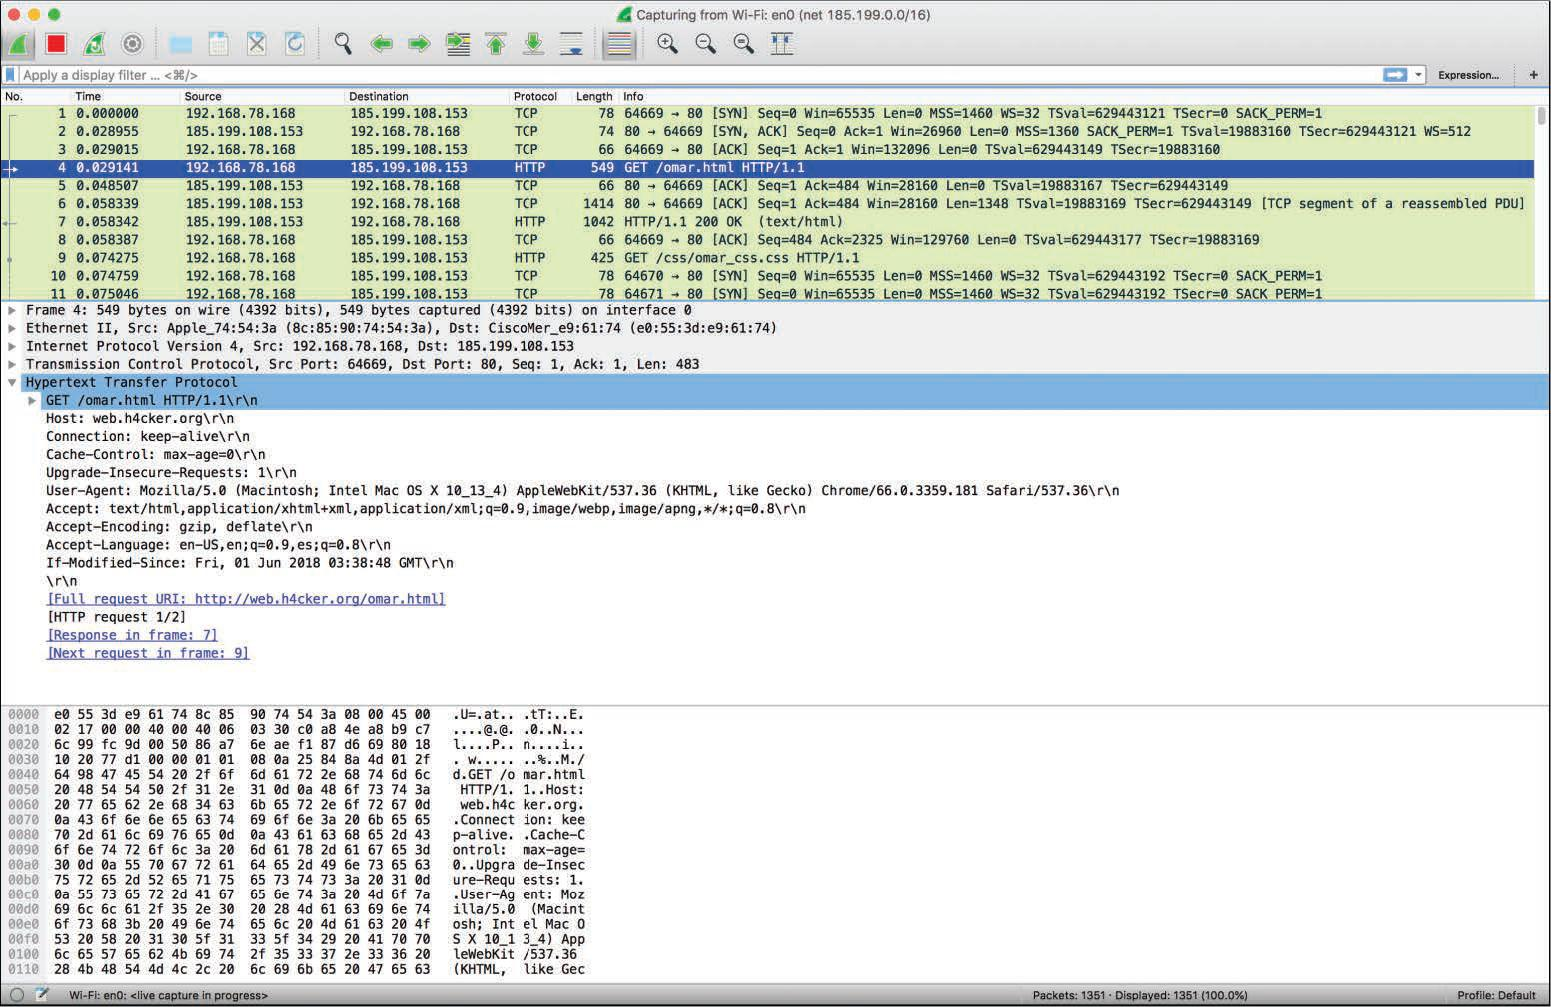 Capturing from Wi-Fi: en0 (net 185.199.0.0/16)
Apply a display filter ... <⌘/>
Expression...
+
No. Time Source Destination Protocol Length Info
1 0.000000 192.168.78.168 185.199.108.153 TCP 78 64669 → 80 [SYN] Seq=0 Win=65535 Len=0 MSS=1460 WS=32 TSval=629443121 TSecr=0 SACK_PERM=1
2 0.028955 185.199.108.153 192.168.78.168 TCP 74 80 → 64669 [SYN, ACK] Seq=0 Ack=1 Win=26960 Len=0 MSS=1360 SACK_PERM=1 TSval=19883160 TSecr=629443121 WS=512
3 0.029015 192.168.78.168 185.199.108.153 TCP 66 64669 → 80 [ACK] Seq=1 Ack=1 Win=132096 Len=0 TSval=629443149 TSecr=19883160
4 0.029141 192.168.78.168 185.199.108.153 HTTP 549 GET /omar.html HTTP/1.1
5 0.048507 185.199.108.153 192.168.78.168 TCP 66 80 → 64669 [ACK] Seq=1 Ack=484 Win=28160 Len=0 TSval=19883167 TSecr=629443149
6 0.058339 185.199.108.153 192.168.78.168 TCP 1414 80 → 64669 [ACK] Seq=1 Ack=484 Win=28160 Len=1348 TSval=19883169 TSecr=629443149 [TCP segment of a reassembled PDU]
7 0.058342 185.199.108.153 192.168.78.168 HTTP 1042 HTTP/1.1 200 OK (text/html)
8 0.058387 192.168.78.168 185.199.108.153 TCP 66 64669 → 80 [ACK] Seq=484 Ack=2325 Win=129760 Len=0 TSval=629443177 TSecr=19883169
9 0.074275 192.168.78.168 185.199.108.153 HTTP 425 GET /css/omar_css.css HTTP/1.1
10 0.074759 192.168.78.168 185.199.108.153 TCP 78 64670 → 80 [SYN] Seq=0 Win=65535 Len=0 MSS=1460 WS=32 TSval=629443192 TSecr=0 SACK_PERM=1
11 0.075046 192.168.78.168 185.199.108.153 TCP 78 64671 → 80 [SYN] Seq=0 Win=65535 Len=0 MSS=1460 WS=32 TSval=629443192 TSecr=0 SACK_PERM=1
Frame 4: 549 bytes on wire (4392 bits), 549 bytes captured (4392 bits) on interface 0
Ethernet II, Src: Apple_74:54:3a (8c:85:90:74:54:3a), Dst: CiscoMer_e9:61:74 (e0:55:3d:e9:61:74)
Internet Protocol Version 4, Src: 192.168.78.168, Dst: 185.199.108.153
Transmission Control Protocol, Src Port: 64669, Dst Port: 80, Seq: 1, Ack: 1, Len: 483
Hypertext Transfer Protocol
GET /omar.html HTTP/1.1\r\n
Host: web.h4cker.org\r\n
Connection: keep-alive\r\n
Cache-Control: max-age=0\r\n
Upgrade-Insecure-Requests: 1\r\n
User-Agent: Mozilla/5.0 (Macintosh; Intel Mac OS X 10_13_4) AppleWebKit/537.36 (KHTML, like Gecko) Chrome/66.0.3359.181 Safari/537.36\r\n
Accept: text/html,application/xhtml+xml,application/xml;q=0.9,image/webp,image/apng,*/*;q=0.8\r\n
Accept-Encoding: gzip, deflate\r\n
Accept-Language: en-US,en;q=0.9,es;q=0.8\r\n
If-Modified-Since: Fri, 01 Jun 2018 03:38:48 GMT\r\n
\r\n
[Full request URI: http://web.h4cker.org/omar.html]
[HTTP request 1/2]
[Response in frame: 7]
[Next request in frame: 9]
0000 e0 55 3d e9 61 74 8c 85 90 74 54 3a 08 00 45 00 .U=.at.. .tT:..E.
0010 02 17 00 00 40 00 40 06 03 30 c0 a8 4e a8 b9 c7 ....@.@. .0..N...
0020 6c 99 fc 9d 00 50 86 a7 6e ae f1 87 d6 69 80 18 l....P.. n....i..
0030 10 20 77 d1 00 00 01 01 08 0a 25 84 8a 4d 01 2f . w..... ..%..M./
0040 64 98 47 45 54 20 2f 6f 6d 61 72 2e 68 74 6d 6c d.GET /o mar.html
0050 20 48 54 54 50 2f 31 2e 31 0d 0a 48 6f 73 74 3a HTTP/1. 1..Host:
0060 20 77 65 62 2e 68 34 63 6b 65 72 2e 6f 72 67 0d web.h4c ker.org.
0070 0a 43 6f 6e 6e 65 63 74 69 6f 6e 3a 20 6b 65 65 .Connect ion: kee
0080 70 2d 61 6c 69 76 65 0d 0a 43 61 63 68 65 2d 43 p-alive. .Cache-C
0090 6f 6e 74 72 6f 6c 3a 20 6d 61 78 2d 61 67 65 3d ontrol: max-age=
00a0 30 0d 0a 55 70 67 72 61 64 65 2d 49 6e 73 65 63 0..Upgra de-Insec
00b0 75 72 65 2d 52 65 71 75 65 73 74 73 3a 20 31 0d ure-Requ ests: 1.
00c0 0a 55 73 65 72 2d 41 67 65 6e 74 3a 20 4d 6f 7a .User-Ag ent: Moz
00d0 69 6c 6c 61 2f 35 2e 30 20 28 4d 61 63 69 6e 74 illa/5.0 (Macint
00e0 6f 73 68 3b 20 49 6e 74 65 6c 20 4d 61 63 20 4f osh; Int el Mac O
00f0 53 20 58 20 31 30 5f 31 33 5f 34 29 20 41 70 70 S X 10_1 3_4) App
0100 6c 65 57 65 62 4b 69 74 2f 35 33 37 2e 33 36 20 leWebKit /537.36
0110 28 4b 48 54 4d 4c 2c 20 6c 69 6b 65 20 47 65 63 (KHTML, like Gec
Wi-Fi: en0: <live capture in progress>
Packets: 1351 · Displayed: 1351 (100.0%)
Profile: Default